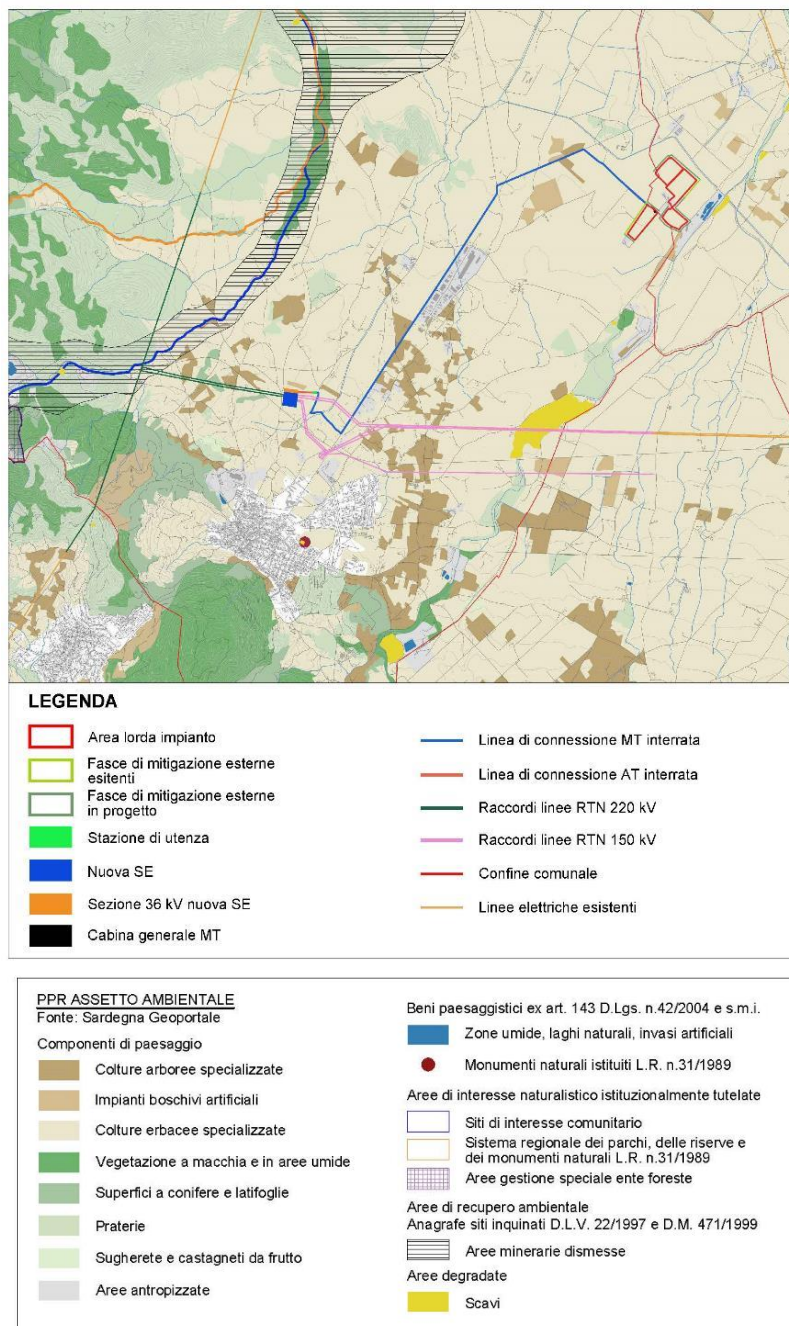 LEGENDA
Area lorda impianto
Fasce di mitigazione esterne
esitenti
Fasce di mitigazione esterne
in progetto
Stazione di utenza
Nuova SE
Sezione 36 kV nuova SE
Cabina generale MT
Linea di connessione MT interrata
Linea di connessione AT interrata
Raccordi linee RTN 220 kV
Raccordi linee RTN 150 kV
Confine comunale
Linee elettriche esistenti
PPR ASSETTO AMBIENTALE
Fonte: Sardegna Geoportale
Componenti di paesaggio
Colture arboree specializzate
Impianti boschivi artificiali
Colture erbacee specializzate
Vegetazione a macchia e in aree umide
Superfici a conifere e latifoglie
Praterie
Sugherete e castagneti da frutto
Aree antropizzate
Beni paesaggistici ex art. 143 D.Lgs. n.42/2004 e s.m.i.
Zone umide, laghi naturali, invasi artificiali
Monumenti naturali istituiti L.R. n.31/1989
Aree di interesse naturalistico istituzionalmente tutelate
Siti di interesse comunitario
Sistema regionale dei parchi, delle riserve e
dei monumenti naturali L.R. n.31/1989
Aree gestione speciale ente foreste
Aree di recupero ambientale
Anagrafe siti inquinati D.L.V. 22/1997 e D.M. 471/1999
Aree minerarie dismesse
Aree degradate
Scavi